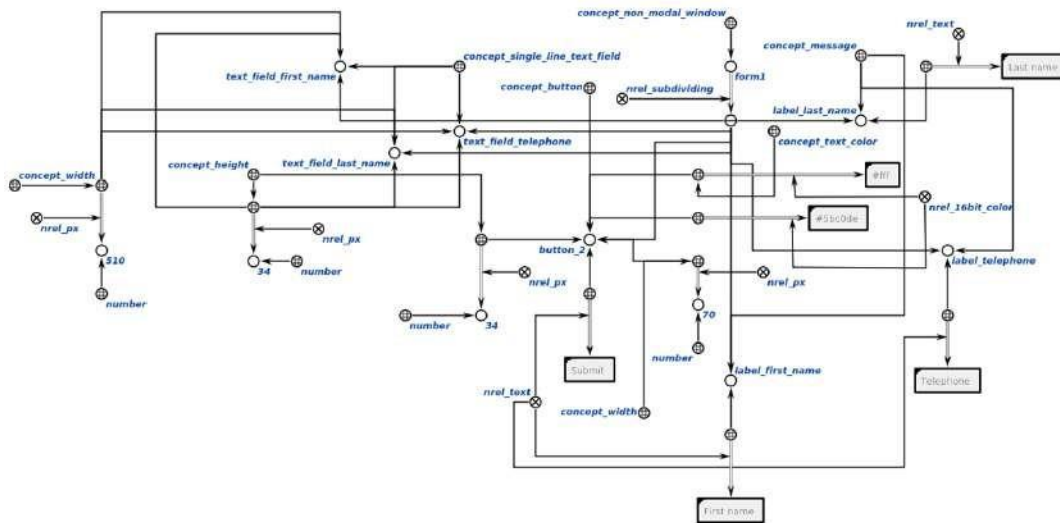 concept_non_modal_window
nrel_text
concept_message
concept_single_line_text_field
text_field_first_name
form1
Last name
concept_button
nrel_subdividing
label_last_name
text_field_telephone
concept_text_color
concept_height
text_field_last_name
concept_width
#fff
nrel_16bit_color
#5bc0de
nrel_px
nrel_px
button_2
label_telephone
510
34
number
nrel_px
nrel_px
number
number
34
70
number
Submit
label_first_name
Telephone
nrel_text
concept_width
First name